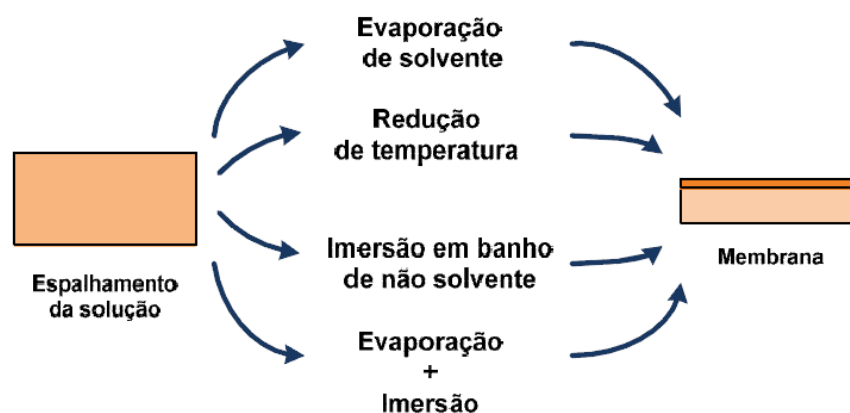 Evaporação
de solvente
Redução
de temperatura
Imersão em banho
de não solvente
Evaporação
+
Imersão
Espalhamento
da solução
Membrana